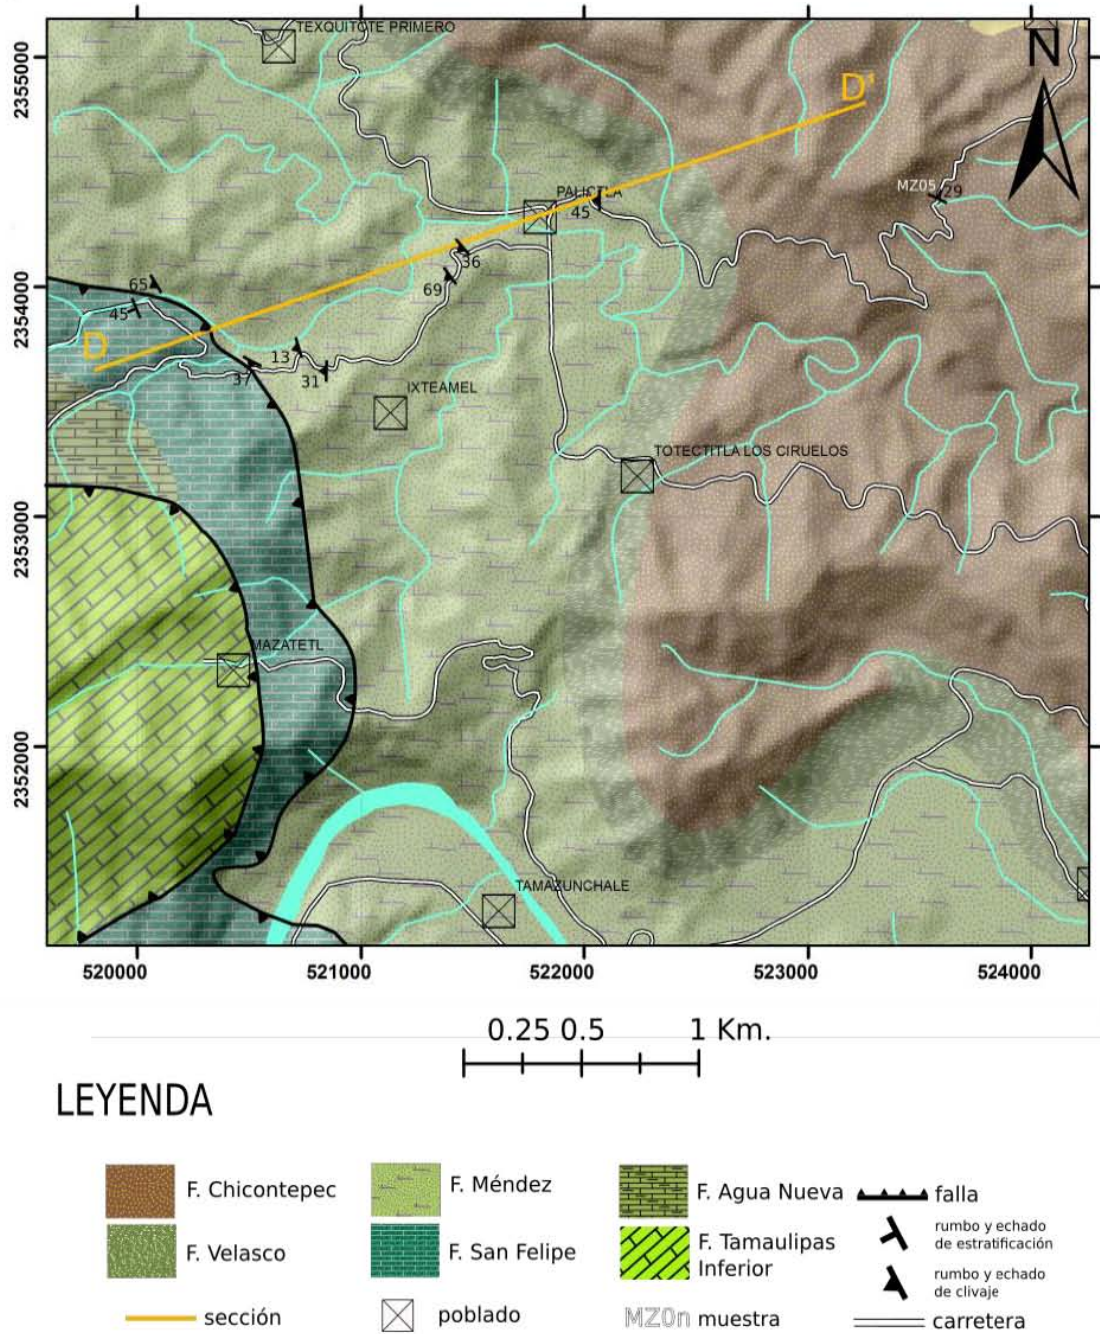 TEXQUITOTE PRIMERO
N
2355000
D'
PALICTLA
MZ05
29
45
36
2354000
65
69
45
D
13
37
31
IXTEAMEL
TOTECTITLA LOS CIRUELOS
2353000
MAZATETL
2352000
TAMAZUNCHALE
520000 521000 522000 523000 524000
0.25 0.5 1 Km.
LEYENDA
F. Chicontepec
F. Méndez
F. Agua Nueva
falla
F. Velasco
F. San Felipe
F. Tamaulipas
Inferior
rumbo y echado
de estratificación
rumbo y echado
de clivaje
sección
poblado
MZ0n muestra
carretera